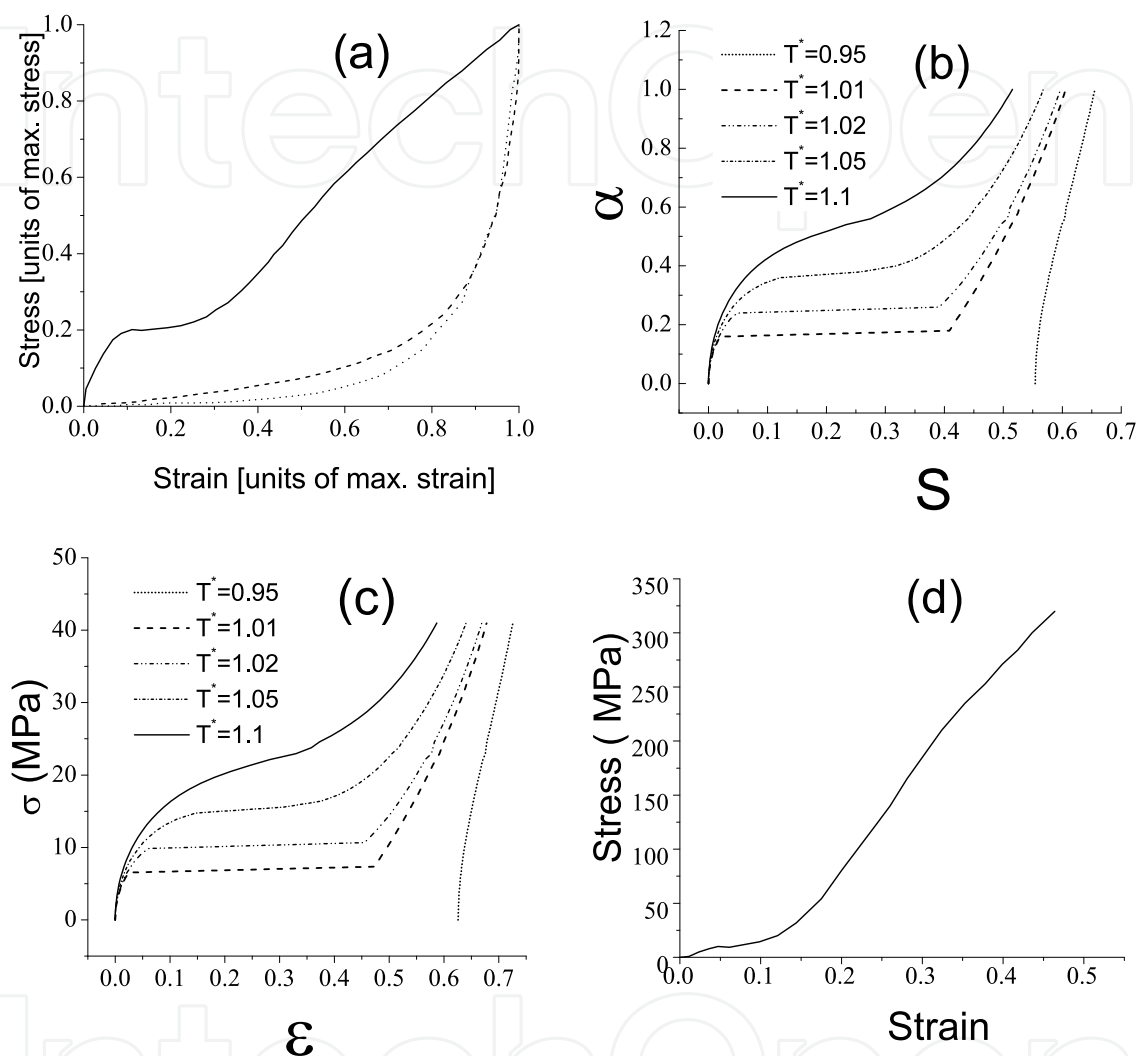 IntechOpen
(a)
1.0
0.8
0.6
0.4
0.2
0.0
0.0 0.2 0.4 0.6 0.8 1.0
Stress [units of max. stress]
Strain [units of max. strain]
(b)
T*=0.95
T*=1.01
T*=1.02
T*=1.05
T*=1.1
1.2
1.0
0.8
0.6
0.4
0.2
0.0
0.0 0.1 0.2 0.3 0.4 0.5 0.6 0.7
α
S
(c)
T*=0.95
T*=1.01
T*=1.02
T*=1.05
T*=1.1
50
40
30
20
10
0
0.0 0.1 0.2 0.3 0.4 0.5 0.6 0.7
σ (MPa)
ε
(d)
350
300
250
200
150
100
50
0
0.0 0.1 0.2 0.3 0.4 0.5
Stress ( MPa)
Strain
IntechOpen